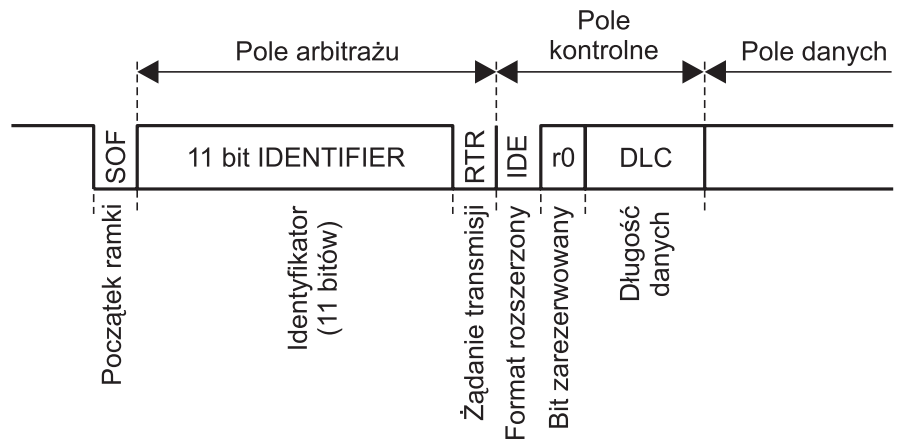 Pole arbitrażu
Pole
kontrolne
Pole danych
SOF
11 bit IDENTIFIER
RTR
IDE
r0
DLC
Początek ramki
Identyfikator
(11 bitów)
Żądanie transmisji
Format rozszerzony
Bit zarezerwowany
Długość
danych